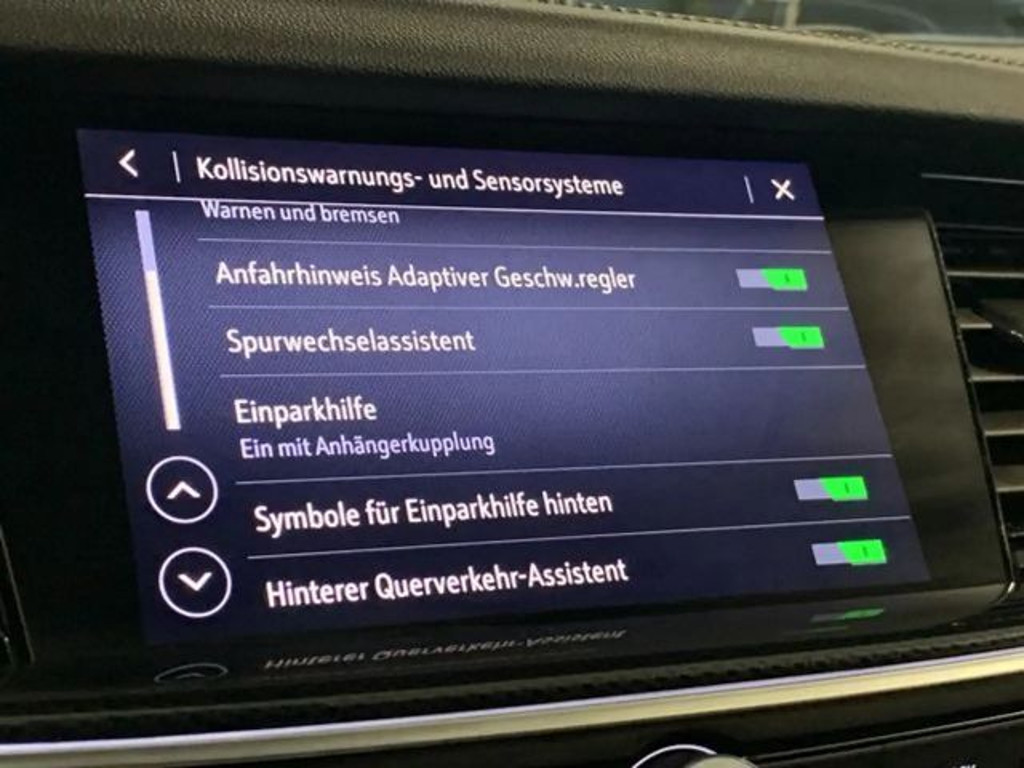 Kollisionswarnungs- und Sensorsysteme
Warnen und bremsen
Anfahrhinweis Adaptiver Geschw.regler
Spurwechselassistent
Einparkhilfe
Ein mit Anhängerkupplung
Symbole für Einparkhilfe hinten
Hinterer Querverkehr-Assistent